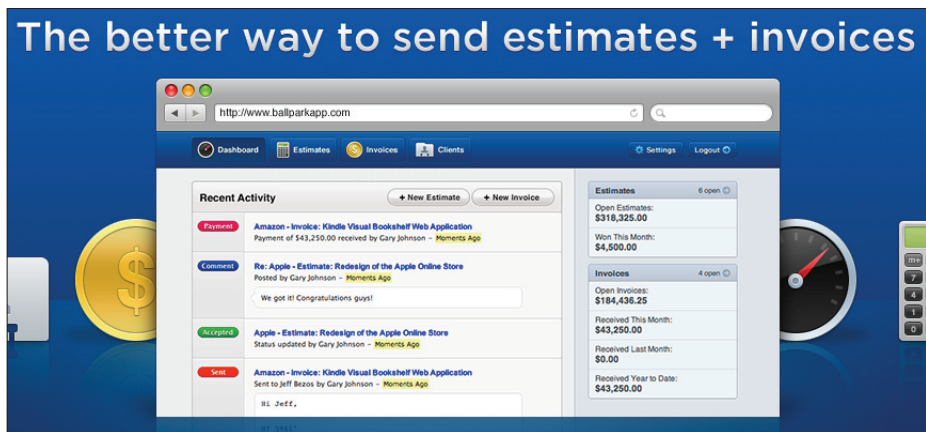 The better way to send estimates + invoices
http://www.ballparkapp.com
Dashboard
Estimates
Invoices
Clients
Settings
Logout
Recent Activity
+ New Estimate
+ New Invoice
Payment
Amazon - Invoice: Kindle Visual Bookshelf Web Application
Payment of $43,250.00 received by Gary Johnson – Moments Ago
Comment
Re: Apple - Estimate: Redesign of the Apple Online Store
Posted by Gary Johnson – Moments Ago
We got it! Congratulations guys!
Accepted
Apple - Estimate: Redesign of the Apple Online Store
Status updated by Gary Johnson – Moments Ago
Sent
Amazon - Invoice: Kindle Visual Bookshelf Web Application
Sent to Jeff Bezos by Gary Johnson – Moments Ago
Hi Jeff,
Estimates
6 open
Open Estimates:
$318,325.00
Won This Month:
$4,500.00
Invoices
4 open
Open Invoices:
$184,436.25
Received This Month:
$43,250.00
Received Last Month:
$0.00
Received Year to Date:
$43,250.00
$
m+
7
4
1
0